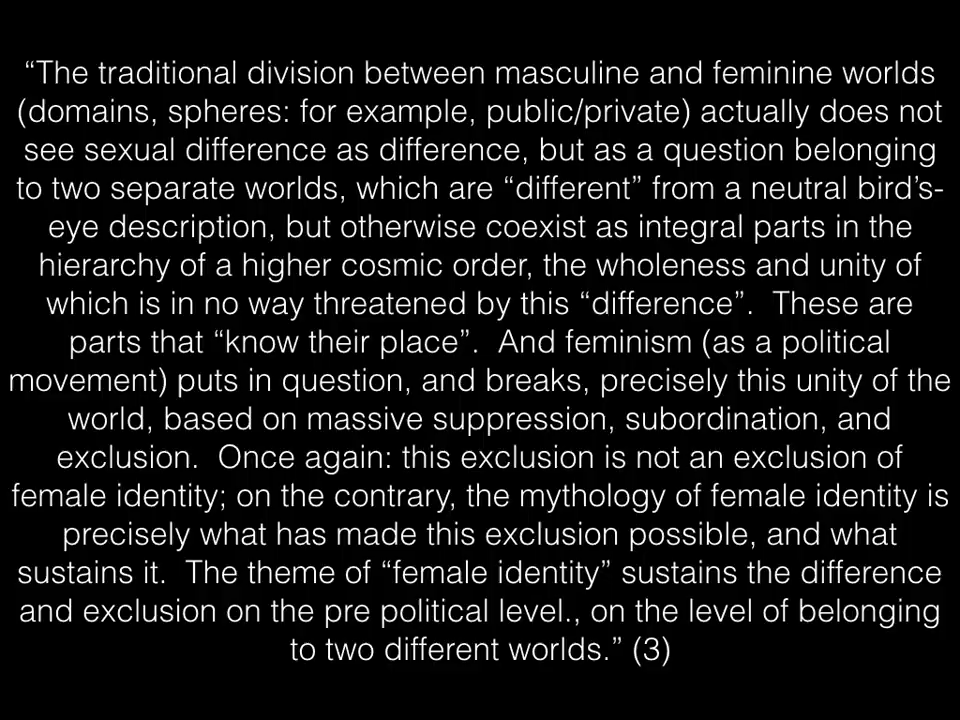 “The traditional division between masculine and feminine worlds
(domains, spheres: for example, public/private) actually does not
see sexual difference as difference, but as a question belonging
to two separate worlds, which are “different” from a neutral bird’s-
eye description, but otherwise coexist as integral parts in the
hierarchy of a higher cosmic order, the wholeness and unity of
which is in no way threatened by this “difference”.  These are
parts that “know their place”.  And feminism (as a political
movement) puts in question, and breaks, precisely this unity of the
world, based on massive suppression, subordination, and
exclusion.  Once again: this exclusion is not an exclusion of
female identity; on the contrary, the mythology of female identity is
precisely what has made this exclusion possible, and what
sustains it.  The theme of “female identity” sustains the difference
and exclusion on the pre political level., on the level of belonging
to two different worlds.” (3)